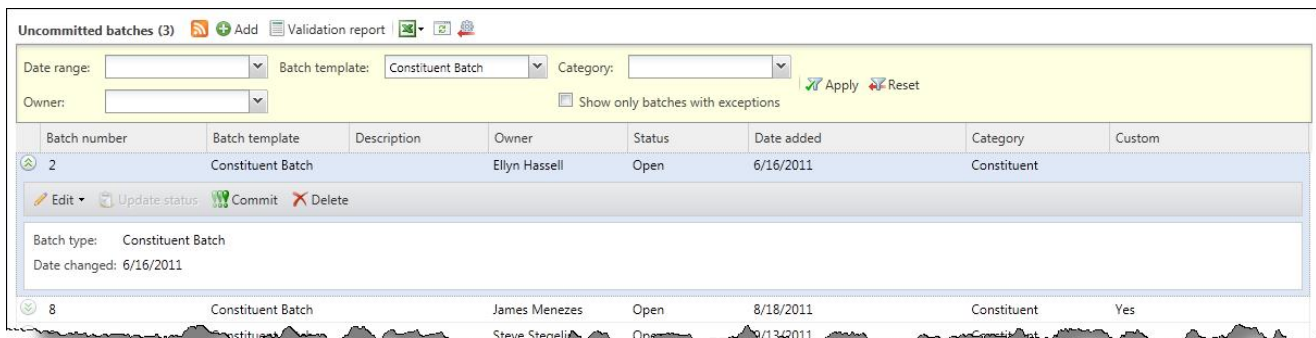 Uncommitted batches (3) Add Validation report
Date range: Batch template: Constituent Batch Category:
Apply Reset
Owner: Show only batches with exceptions
Batch number Batch template Description Owner Status Date added Category Custom
2 Constituent Batch Ellyn Hassell Open 6/16/2011 Constituent
Edit Update status Commit Delete
Batch type: Constituent Batch
Date changed: 6/16/2011
8 Constituent Batch James Menezes Open 8/18/2011 Constituent Yes
Steve